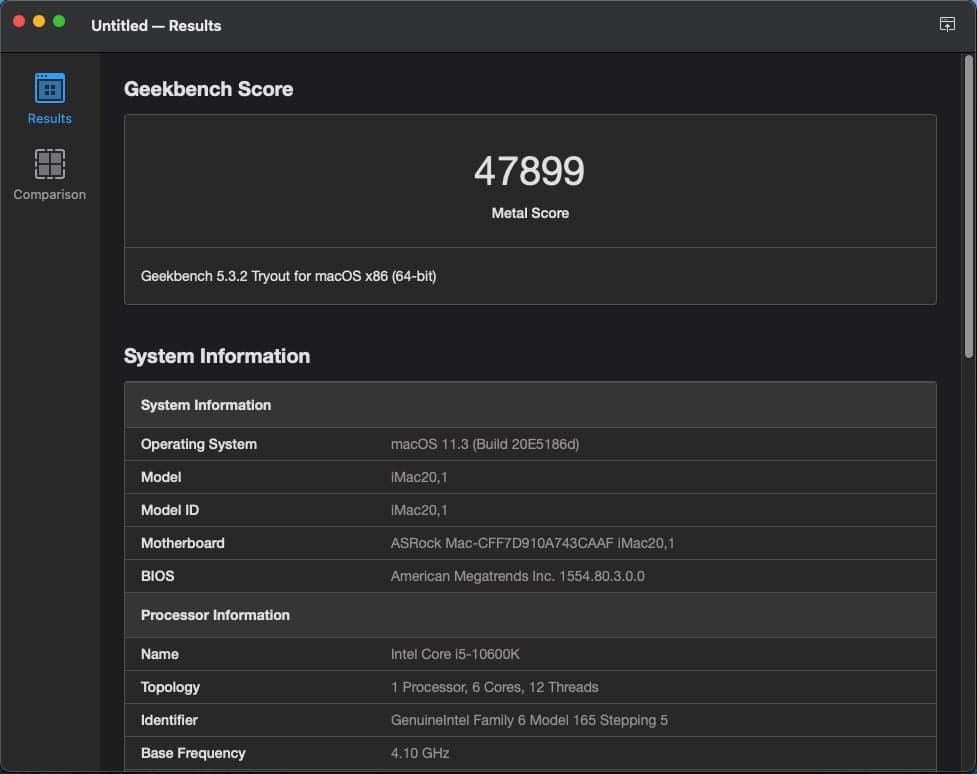 Untitled — Results
Results
Comparison
Geekbench Score
47899
Metal Score
Geekbench 5.3.2 Tryout for macOS x86 (64-bit)
System Information
System Information
Operating System macOS 11.3 (Build 20E5186d)
Model iMac20,1
Model ID iMac20,1
Motherboard ASRock Mac-CFF7D910A743CAAF iMac20,1
BIOS American Megatrends Inc. 1554.80.3.0.0
Processor Information
Name Intel Core i5-10600K
Topology 1 Processor, 6 Cores, 12 Threads
Identifier GenuineIntel Family 6 Model 165 Stepping 5
Base Frequency 4.10 GHz